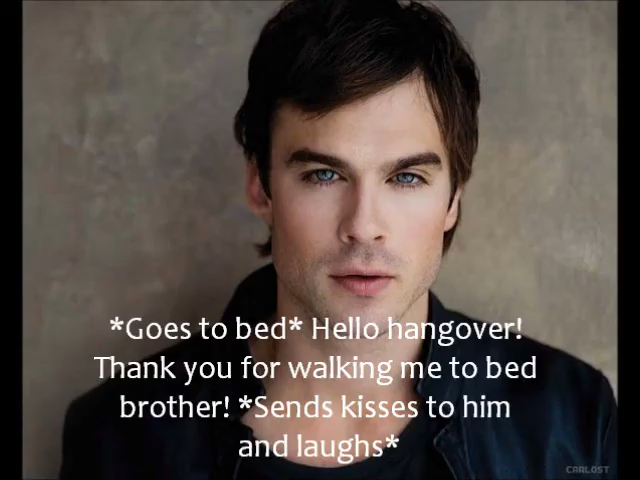 *Goes to bed* Hello hangover!
Thank you for walking me to bed
brother! *Sends kisses to him
and laughs*
CARLOST